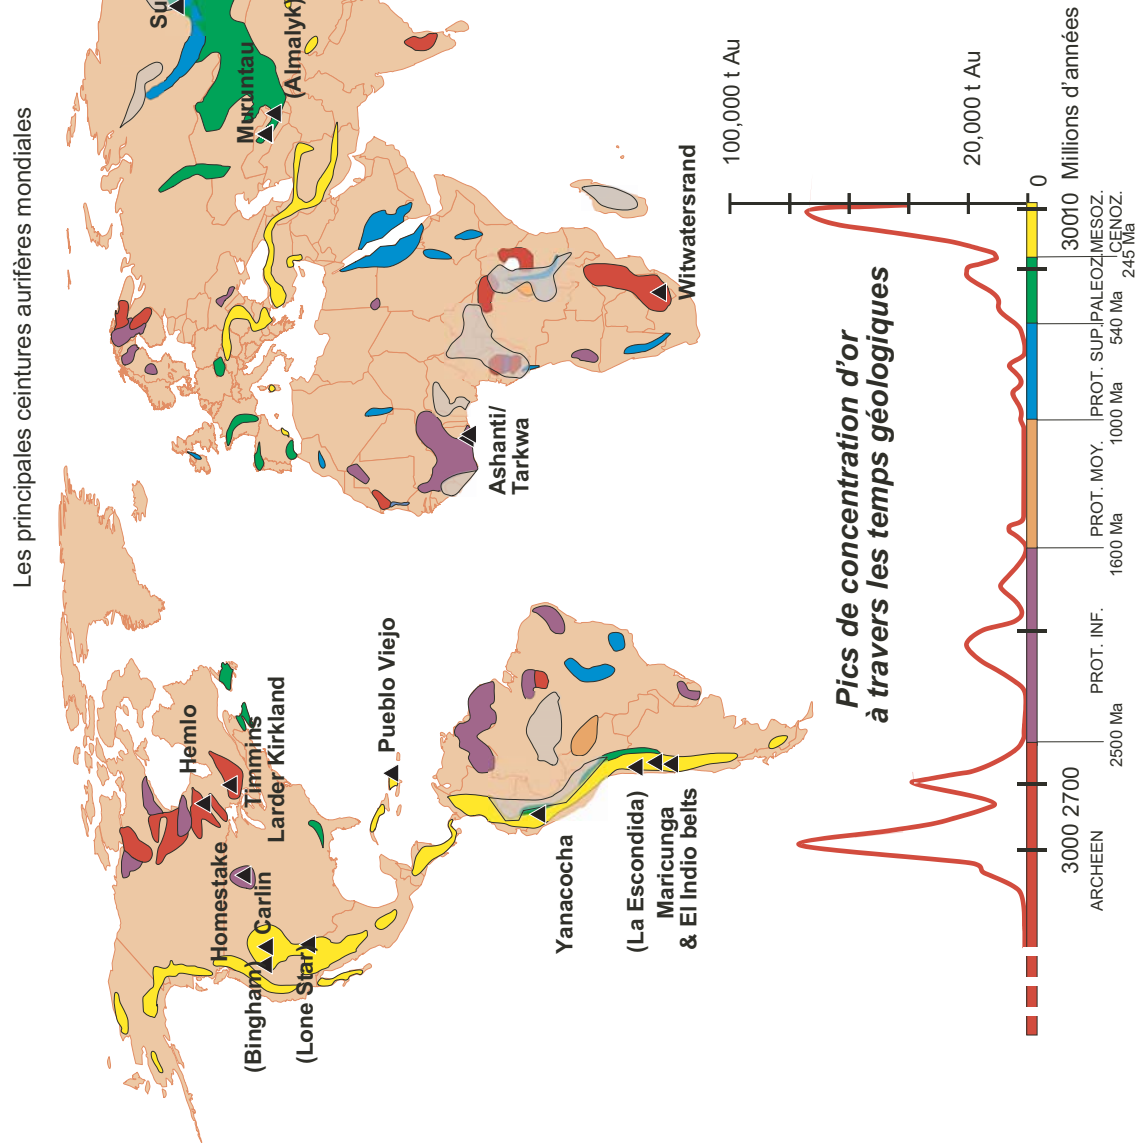 Les principales ceintures aurifères mondiales
Su
Muruntau
(Almalyk)
Hemlo
Timmins
Larder Kirkland
Homestake
Carlin
(Bingham)
(Lone Star)
Pueblo Viejo
Ashanti/
Tarkwa
Witwatersrand
Yanacocha
(La Escondida)
Maricunga
& El Indio belts
Pics de concentration d'or
à travers les temps géologiques
100,000 t Au
20,000 t Au
0
3000 2700 30010 Millions d'années
ARCHEEN PROT. INF. PROT. MOY. PROT. SUP. PALEOZ. MESOZ.
CENOZ.
2500 Ma 1600 Ma 1000 Ma 540 Ma 245 Ma